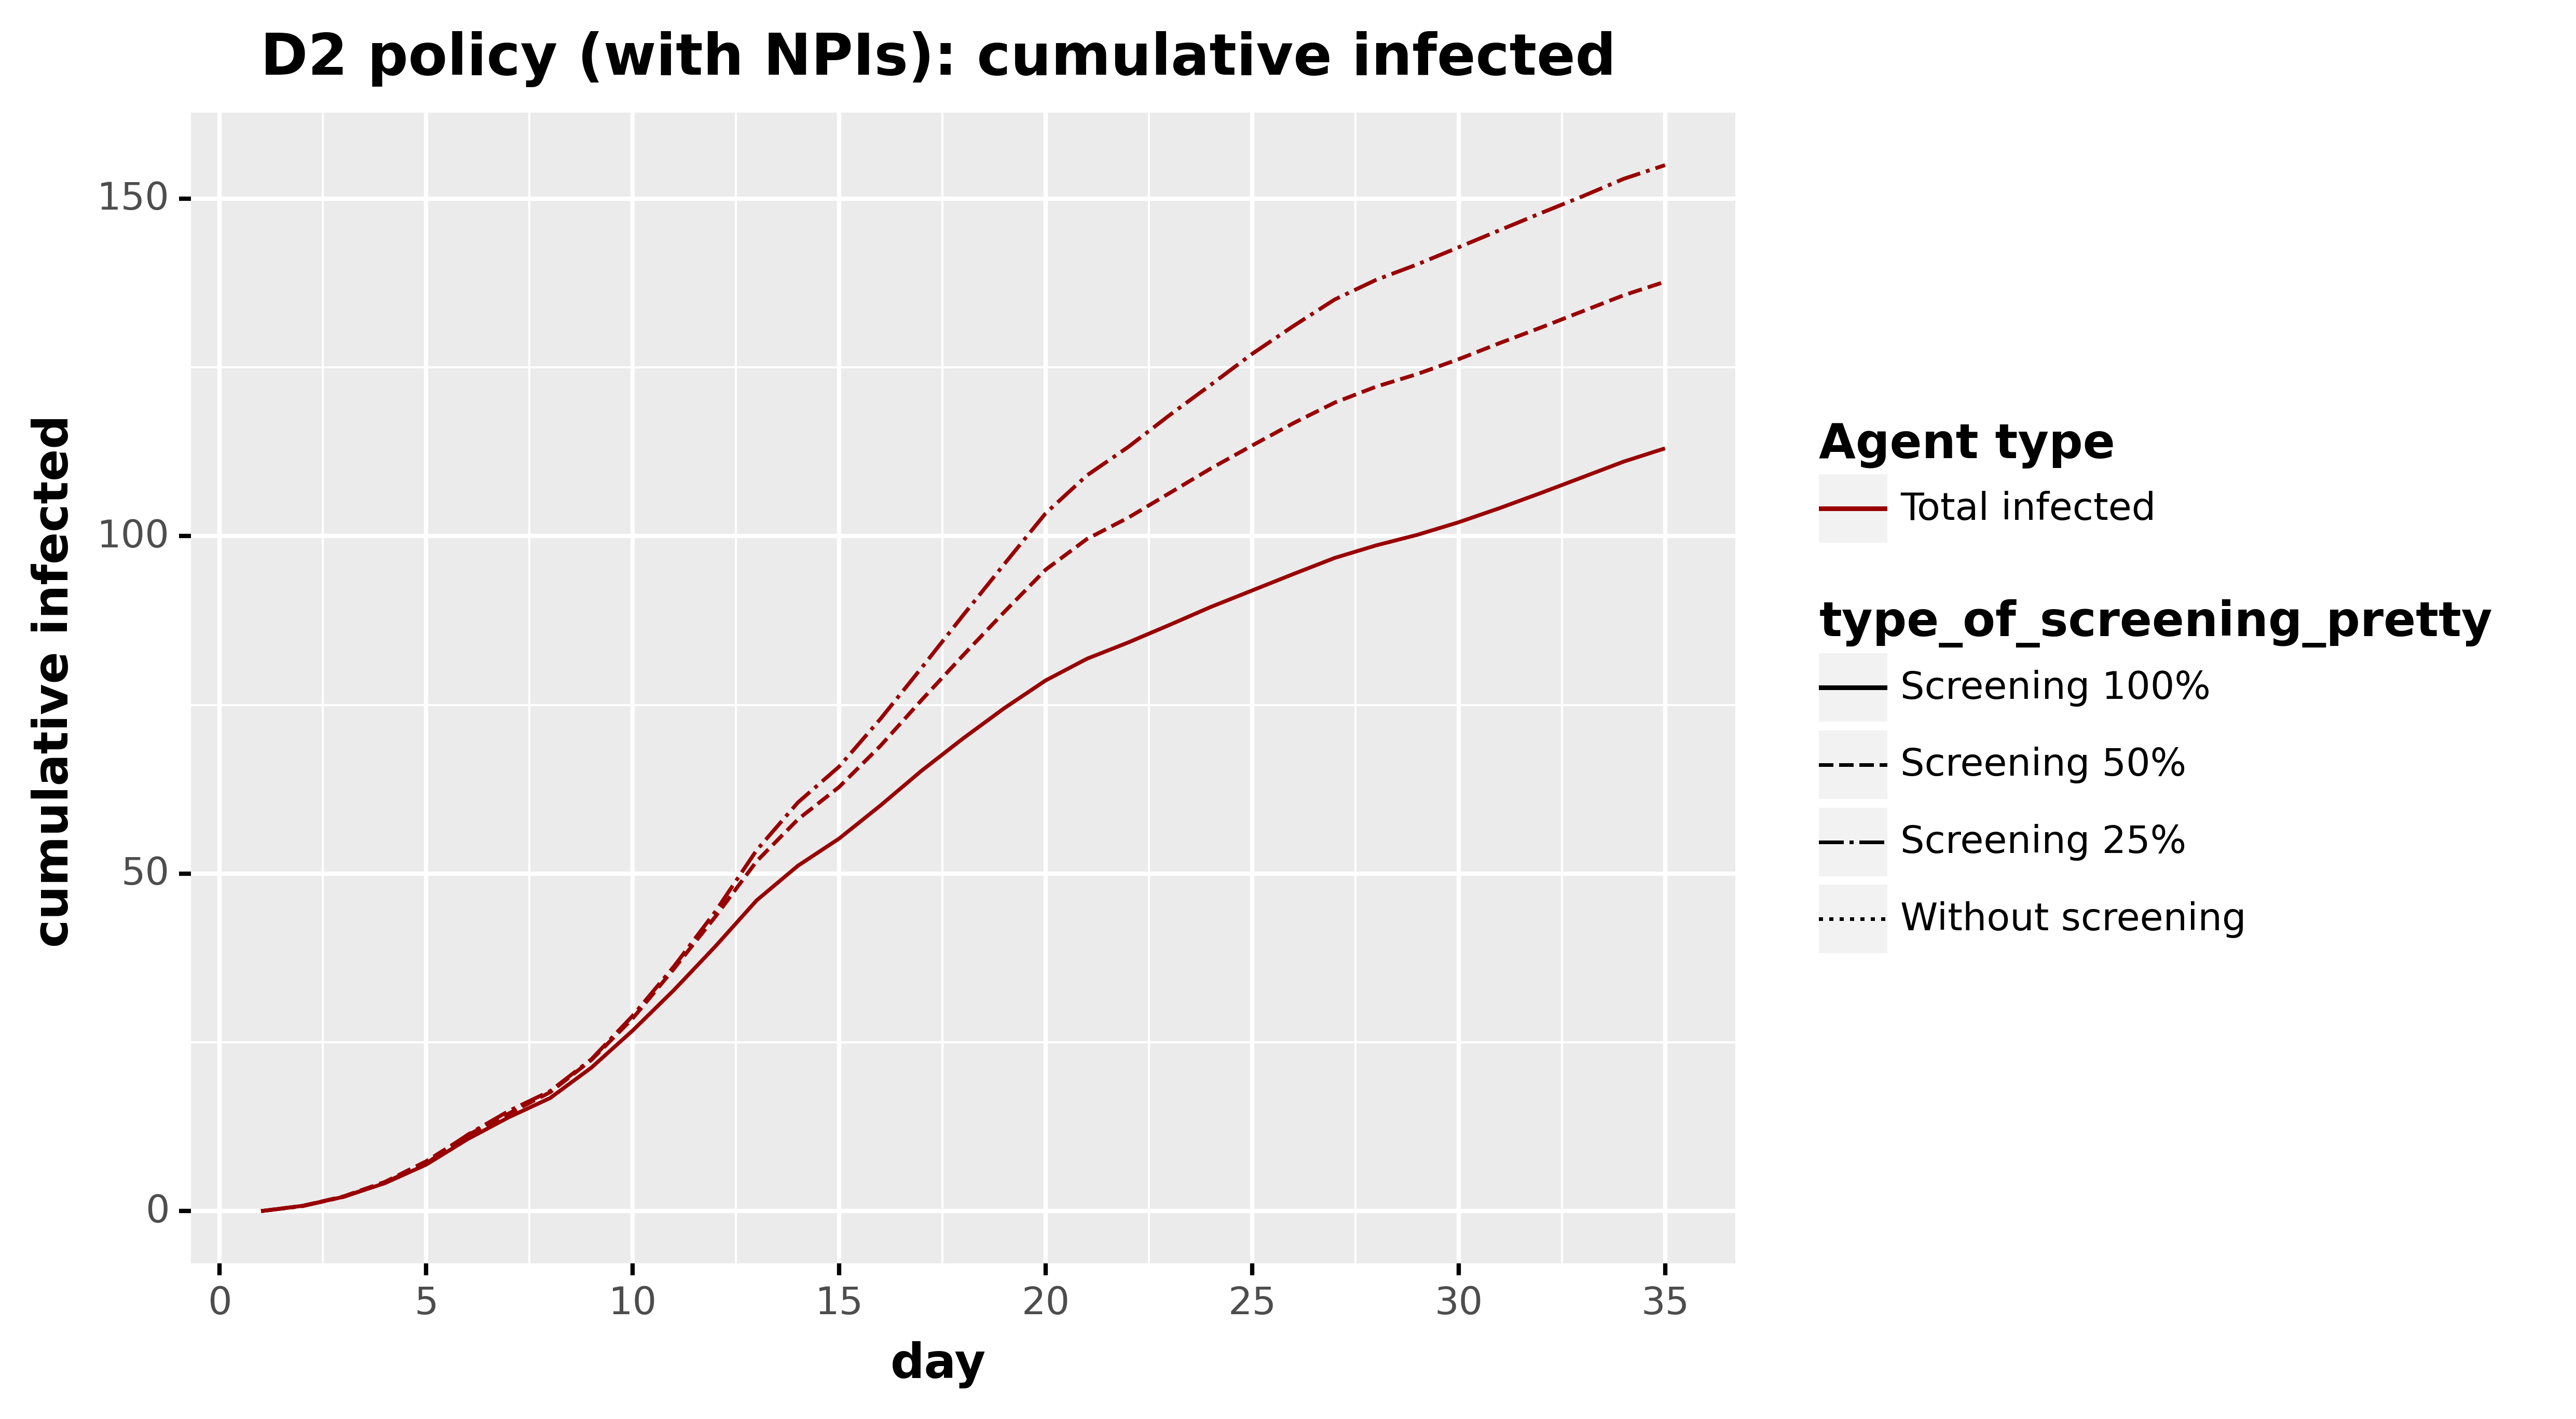 D2 policy (with NPIs): cumulative infected
cumulative infected
150
100
50
0
0 5 10 15 20 25 30 35
day
Agent type
Total infected
type_of_screening_pretty
Screening 100%
Screening 50%
Screening 25%
Without screening